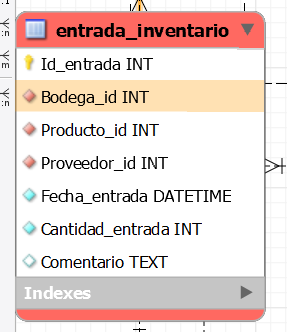 entrada_inventario
Id_entrada INT
Bodega_id INT
Producto_id INT
Proveedor_id INT
Fecha_entrada DATETIME
Cantidad_entrada INT
Comentario TEXT
Indexes